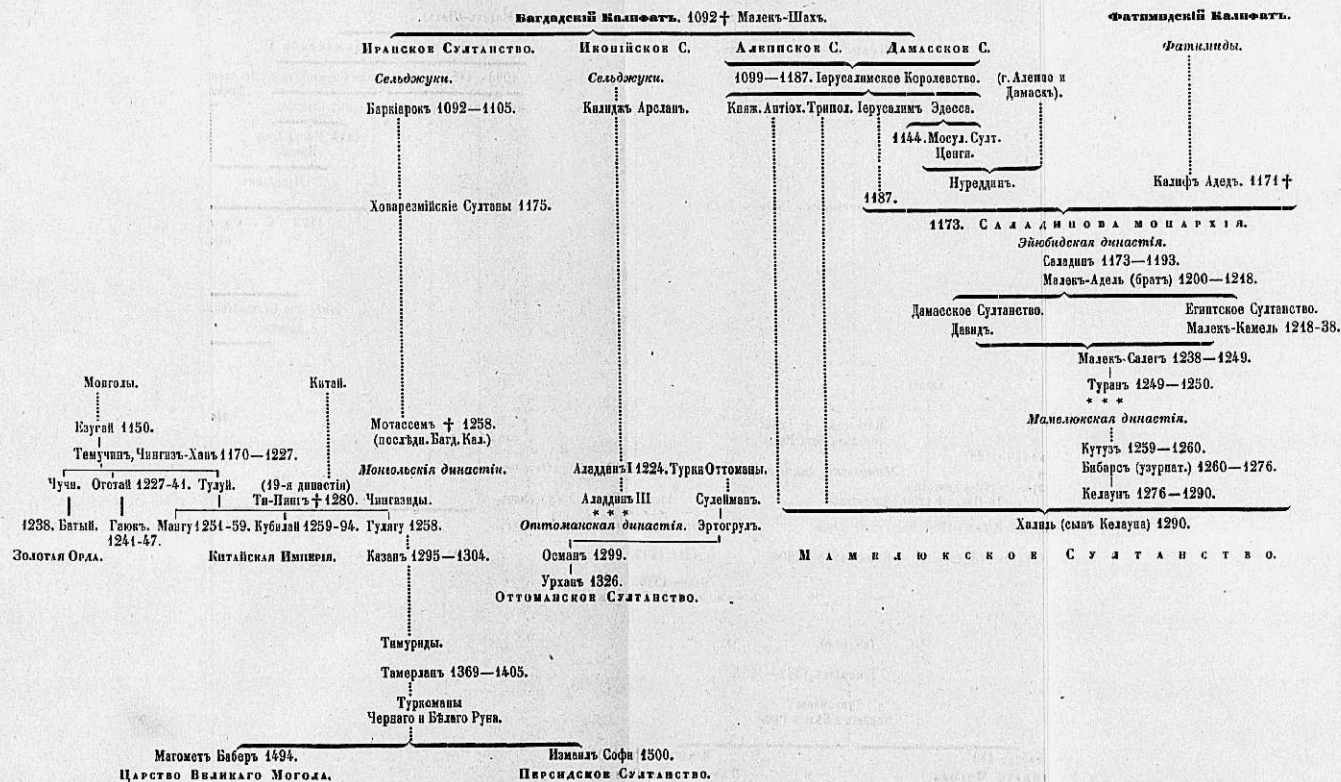 Багдадскій Калифатъ. 1092† Малекъ-Шахъ.
Фатимидскій Калифатъ.
Иранское Султанство.
Иконійское С.
Алеппское С.
Дамасское С.
Фатимиды.
Сельджуки.
Сельджуки.
1099—1187. Іерусалимское Королевство.
(г. Алеппо и
Дамаскъ).
Баркіарокъ 1092—1105.
Килиджъ Арсланъ.
Княж. Антіох. Трипол. Іерусалимъ Эдесса.
1144. Мосул. Султ.
Ценги.
Нуреддинъ.
Калифъ Адедъ. 1171 †
1187.
Ховарезмійскіе Султаны 1175.
1173. Саладинова монархія.
Эйюбидская династія.
Саладинъ 1173—1193.
Малекъ-Адель (братъ) 1200—1218.
Дамасское Султанство.
Египтское Султанство.
Давидъ.
Малекъ-Камель 1218-38.
Малекъ-Салегъ 1238—1249.
Туранъ 1249—1250.
* * *
Мамелюкская династія.
Монголы.
Китай.
Езугай 1150.
Мотассемъ † 1258.
(послѣдн. Багд. Кал.)
Кутузъ 1259—1260.
Темучинъ, Чингизъ-Ханъ 1170—1227.
Монгольскія династіи.
Аладдинъ I 1224. Турки Оттоманы.
Бибарсъ (узурпат.) 1260—1276.
Чучи. Оготай 1227-41. Тулуй.
(19-я династія)
Ти-Пингъ † 1280.
Чингазиды.
Аладдинъ III
Сулейманъ.
Келаунъ 1276—1290.
* * *
1238. Батый.
Гаюкъ.
1241-47.
Мангу 1251-59. Кубилай 1259-94. Гулагу 1258.
Оттоманская династія.
Эртогрулъ.
Халиль (сынъ Келауна) 1290.
Золотая Орда.
Китайская Имперія.
Казанъ 1295—1304.
Османъ 1299.
Мамелюкское Султанство.
Урханъ 1326.
Оттоманское Султанство.
Тимуриды.
Тамерланъ 1369—1405.
Туркоманы
Чернаго и Бѣлаго Руна.
Магометъ Баберъ 1494.
Измаилъ Софи 1500.
Царство Великаго Могола.
Персидское Султанство.